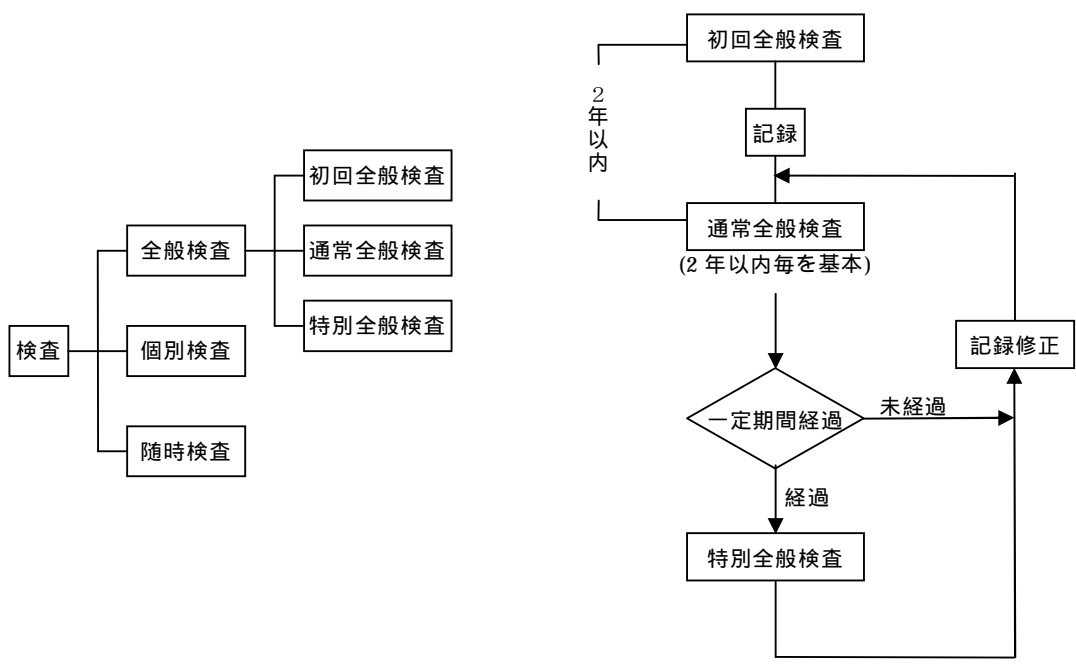 検査
全般検査
個別検査
随時検査
初回全般検査
通常全般検査
特別全般検査
初回全般検査
2年以内
記録
通常全般検査
(2 年以内毎を基本)
一定期間経過
未経過
記録修正
経過
特別全般検査